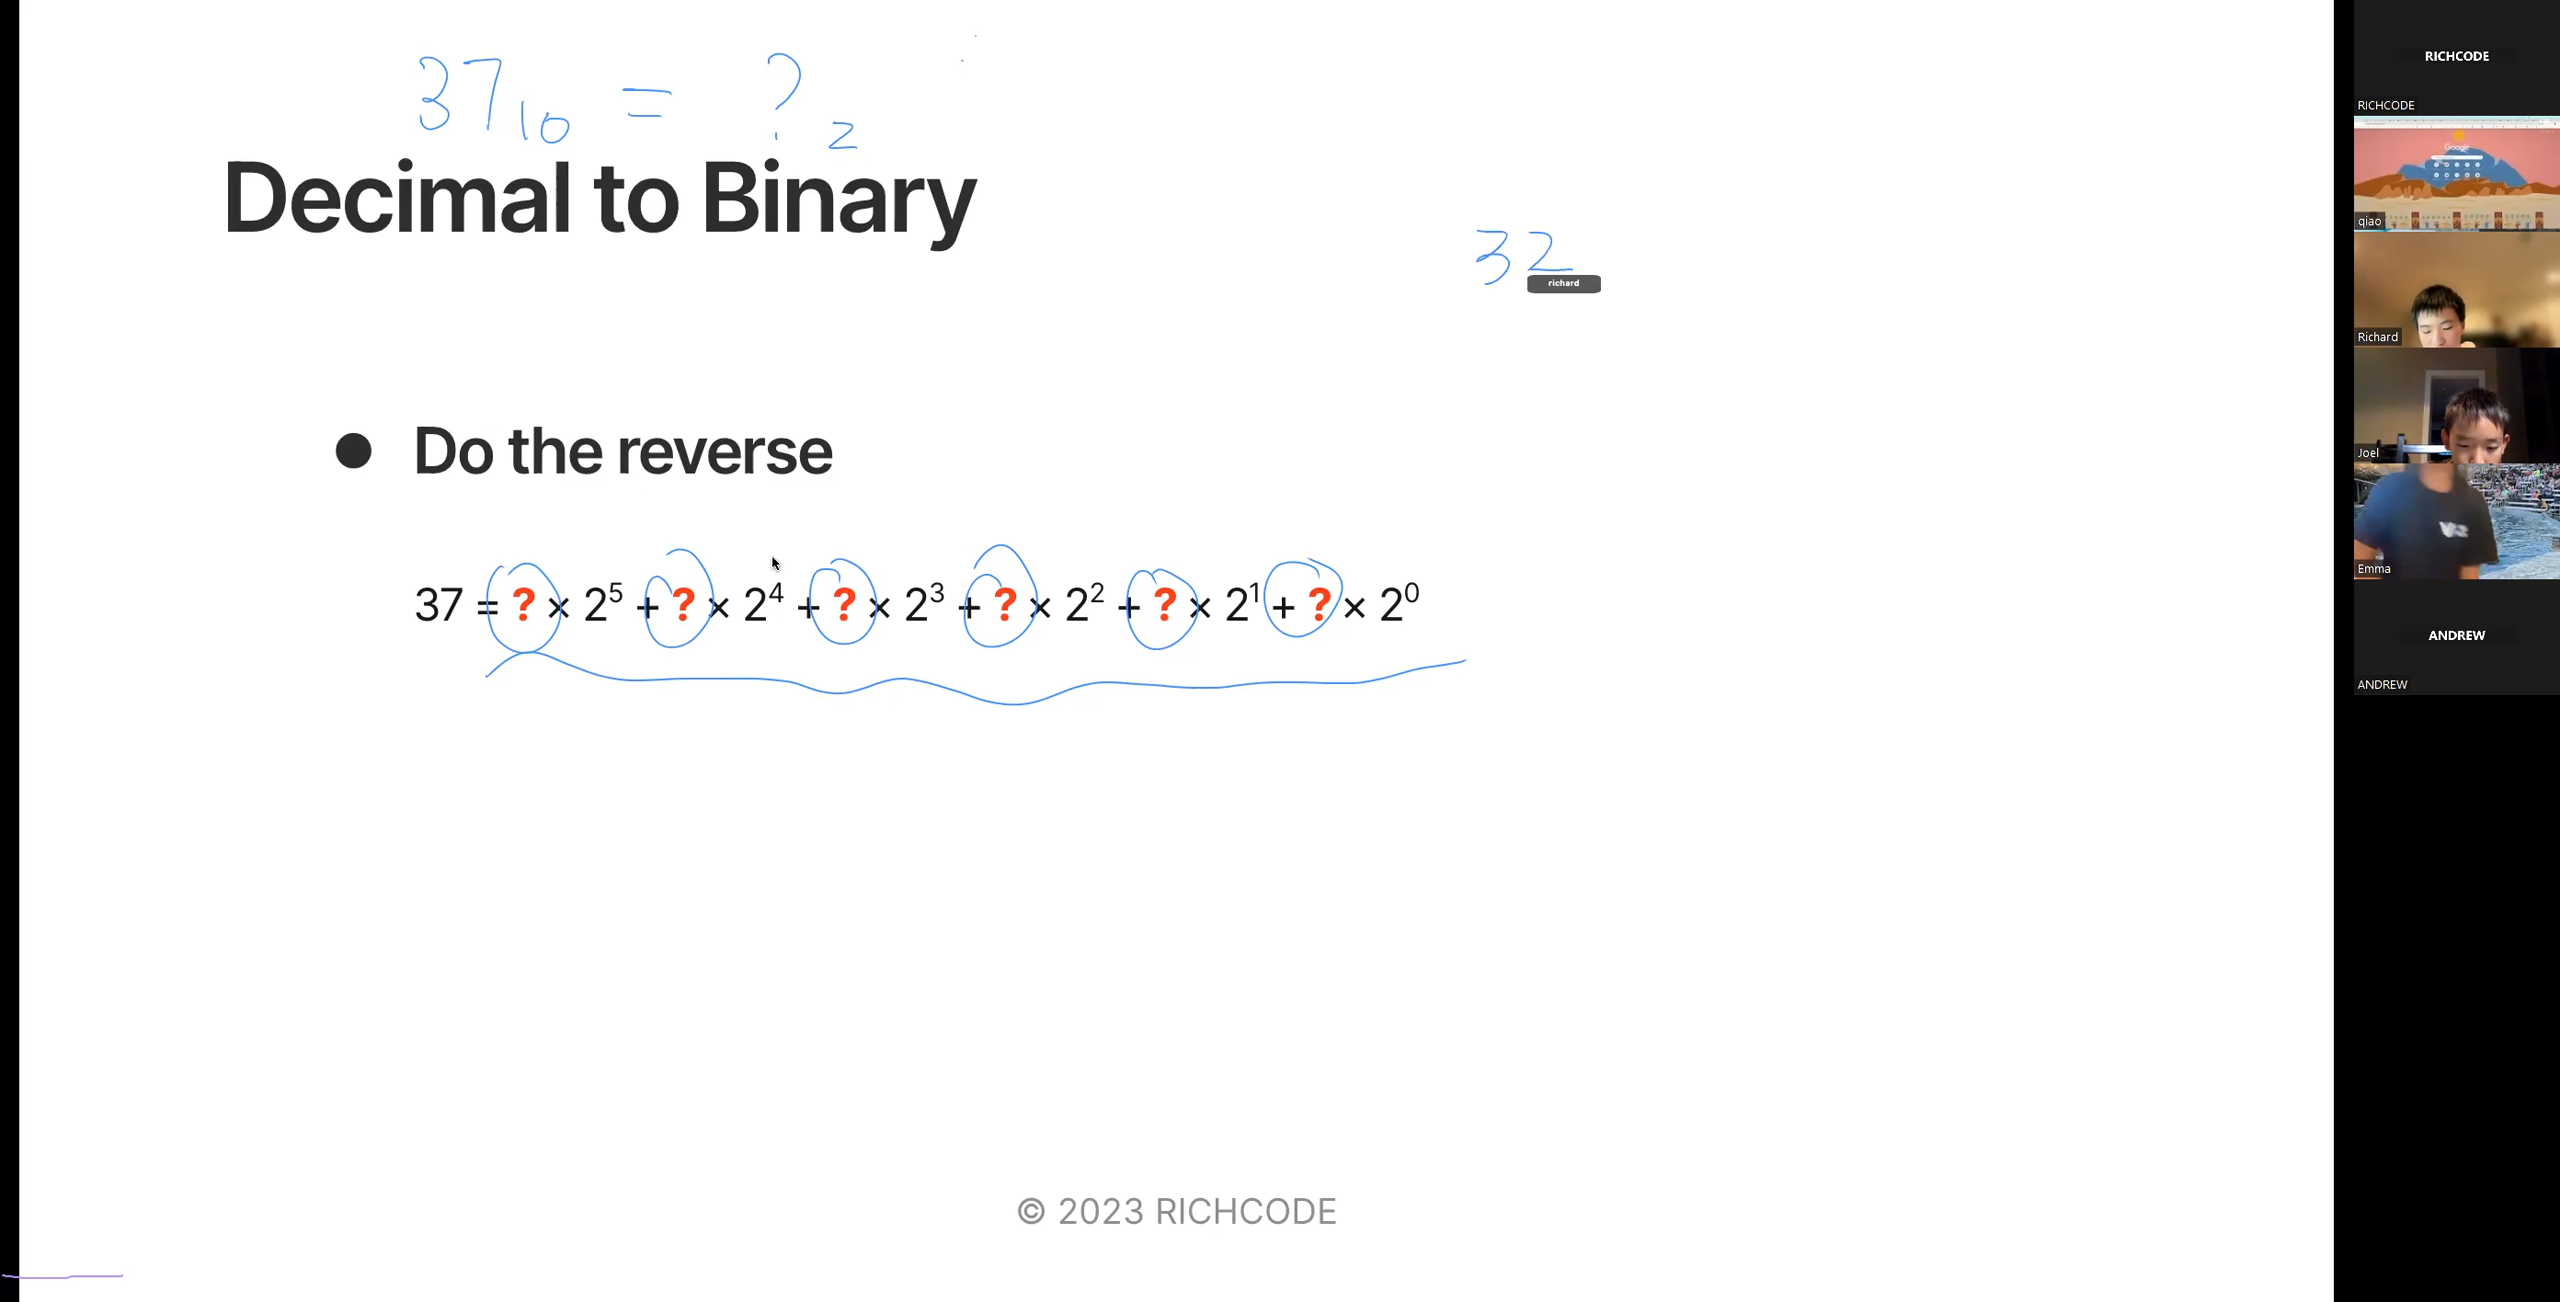 37₁₀ = ?₂
Decimal to Binary
32
richard
● Do the reverse
37 = ? × 2⁵ + ? × 2⁴ + ? × 2³ + ? × 2² + ? × 2¹ + ? × 2⁰
© 2023 RICHCODE
RICHCODE
RICHCODE
Google
qiao
Richard
Joel
Emma
ANDREW
ANDREW